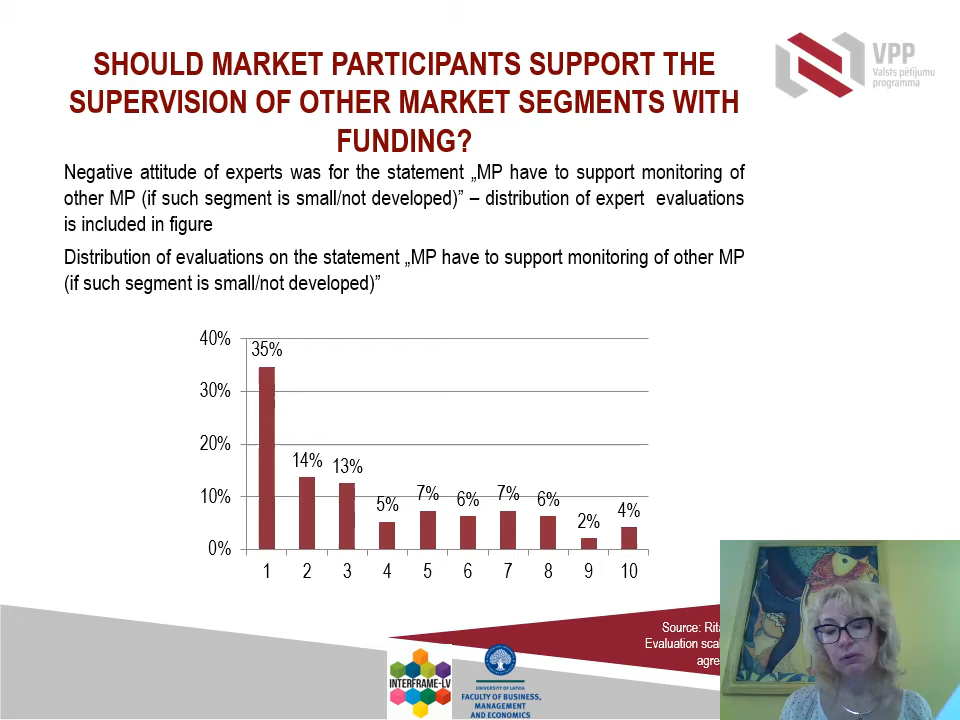 SHOULD MARKET PARTICIPANTS SUPPORT THE
SUPERVISION OF OTHER MARKET SEGMENTS WITH
FUNDING?
VPP
Valsts pētījumu
programma
Negative attitude of experts was for the statement „MP have to support monitoring of
other MP (if such segment is small/not developed)” – distribution of expert evaluations
is included in figure
Distribution of evaluations on the statement „MP have to support monitoring of other MP
(if such segment is small/not developed)”
40%
30%
20%
10%
0%
35%
14%
13%
5%
7%
6%
7%
6%
2%
4%
1 2 3 4 5 6 7 8 9 10
Source:
Evaluation
INTERFRAME-LV
UNIVERSITY OF LATVIA
FACULTY OF BUSINESS,
MANAGEMENT
AND ECONOMICS